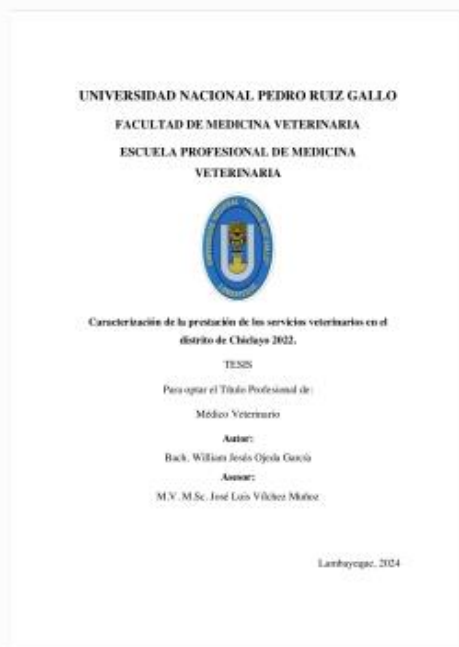 UNIVERSIDAD NACIONAL PEDRO RUIZ GALLO
FACULTAD DE MEDICINA VETERINARIA
ESCUELA PROFESIONAL DE MEDICINA
VETERINARIA
Caracterización de la prestación de los servicios veterinarios en el
distrito de Chiclayo 2022.
TESIS
Para optar el Título Profesional de:
Médico Veterinario
Autor:
Bach. William Jesús Ojeda García
Asesor:
M.V. M.Sc. José Luis Vílchez Muñoz
Lambayeque, 2024